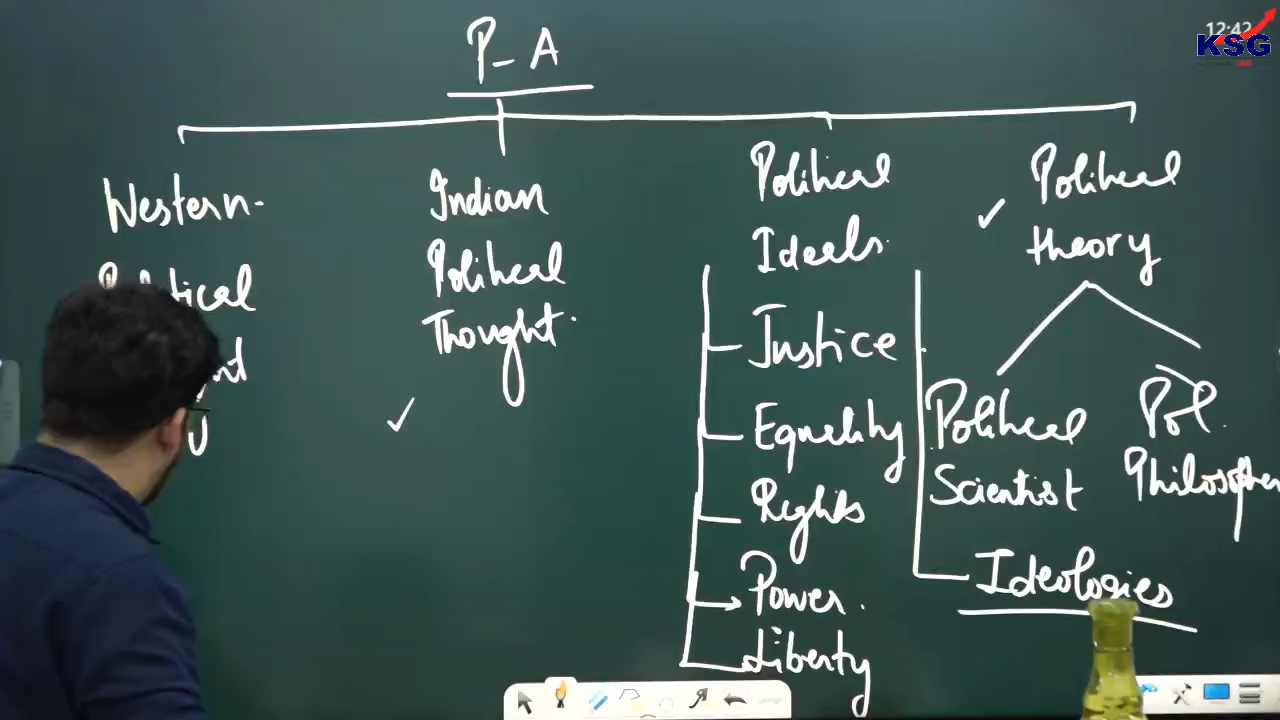 12:42
KSG
P-A
Western
Political
Indian
Political
Thought.
Political
Ideals.
Justice
Equality
Rights
Power.
Liberty
Political
theory
Political
Scientist
Pol.
Philosopher
Ideologies